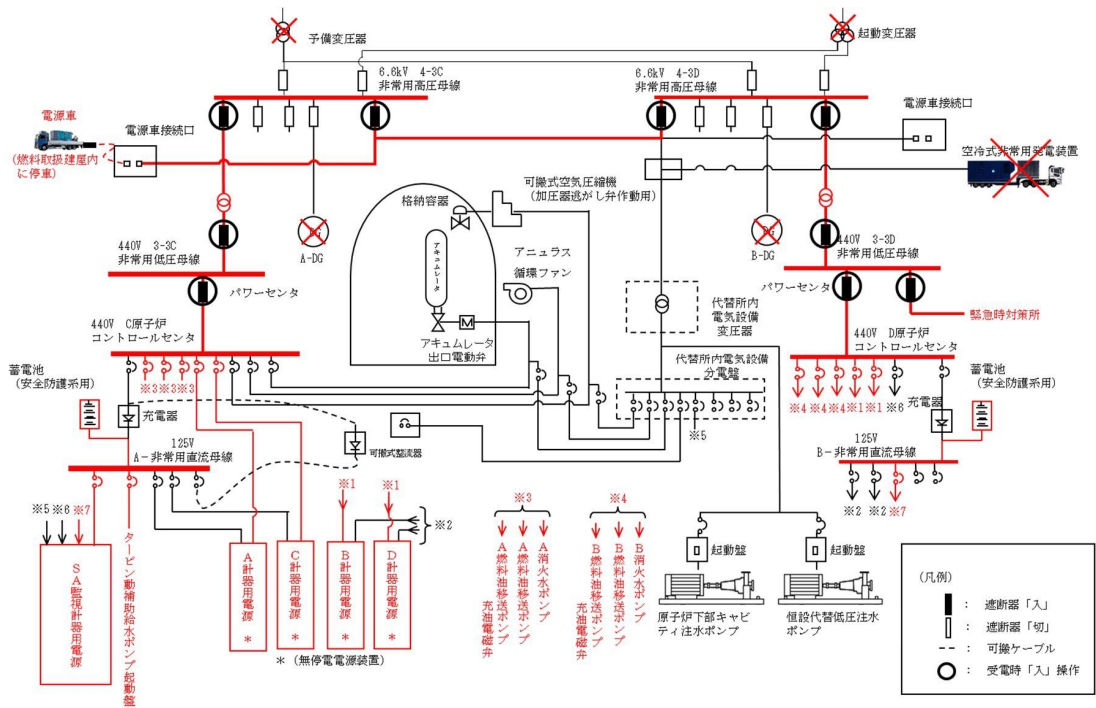 予備変圧器
起動変圧器
6.6kV 4-3C
非常用高圧母線
6.6kV 4-3D
非常用高圧母線
電源車
電源車接続口
(燃料取扱建屋内
に停車)
電源車接続口
空冷式非常用発電装置
格納容器
可搬式空気圧縮機
(加圧器逃がし弁作動用)
DG
A-DG
DG
B-DG
アキュムレータ
アニュラス
循環ファン
M
アキュムレータ
出口電動弁
440V 3-3C
非常用低圧母線
440V 3-3D
非常用低圧母線
パワーセンタ
パワーセンタ
代替所内
電気設備
変圧器
緊急時対策所
440V C原子炉
コントロールセンタ
440V D原子炉
コントロールセンタ
代替所内電気設備
分電盤
蓄電池
(安全防護系用)
※3 ※3 ※3
充電器
※5
※4 ※4 ※4 ※1 ※1 ※6
充電器
蓄電池
(安全防護系用)
可搬式整流器
125V
A-非常用直流母線
125V
B-非常用直流母線
※2 ※2 ※7
※5 ※6 ※7
※1
※1
※2
※3
※4
SA監視計器用電源
タービン動補助給水ポンプ起動盤
A計器用電源 *
C計器用電源 *
B計器用電源 *
D計器用電源 *
* (無停電電源装置)
A消火水ポンプ
A燃料油移送ポンプ
A燃料油移送ポンプ
充油電磁弁
B消火水ポンプ
B燃料油移送ポンプ
B燃料油移送ポンプ
充油電磁弁
起動盤
起動盤
原子炉下部キャビ
ティ注水ポンプ
恒設代替低圧注水
ポンプ
(凡例)
: 遮断器「入」
: 遮断器「切」
: 可搬ケーブル
: 受電時「入」操作